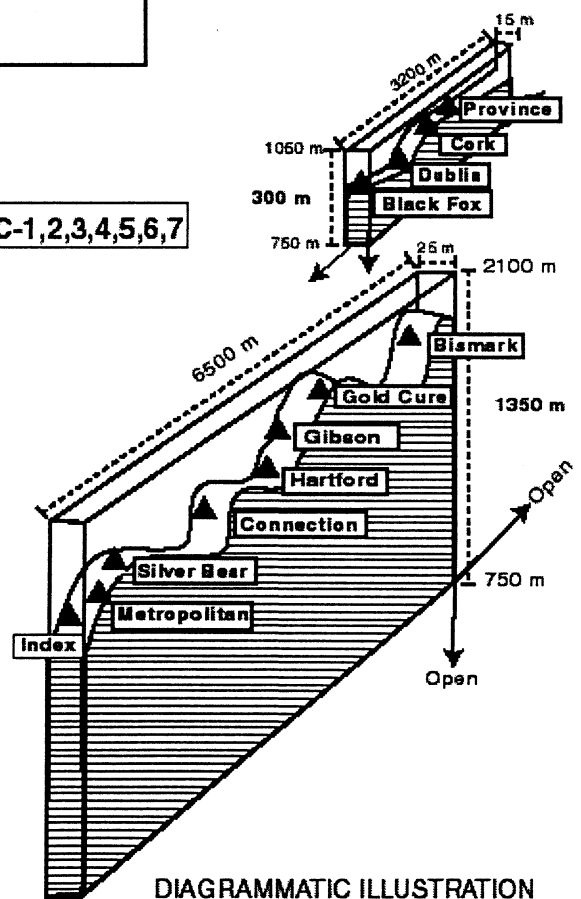 15 m
3200 m
Province
Cork
1050 m
Dublin
300 m
Black Fox
C-1,2,3,4,5,6,7
750 m
25 m
2100 m
6500 m
Bismark
Gold Cure
1350 m
Gibson
Hartford
Open
Connection
Silver Bear
750 m
Metropolitan
Index
Open
DIAGRAMMATIC ILLUSTRATION